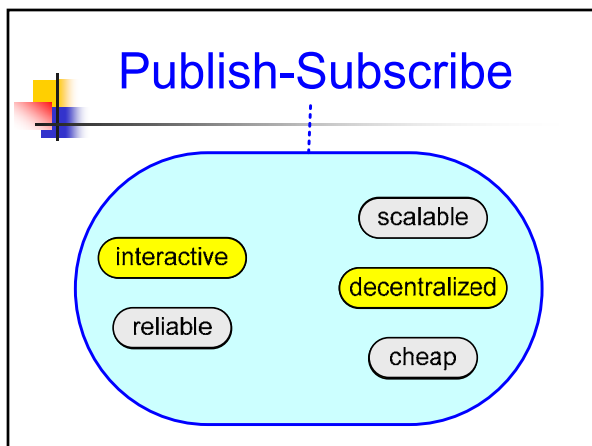 Publish-Subscribe
scalable
interactive
decentralized
reliable
cheap